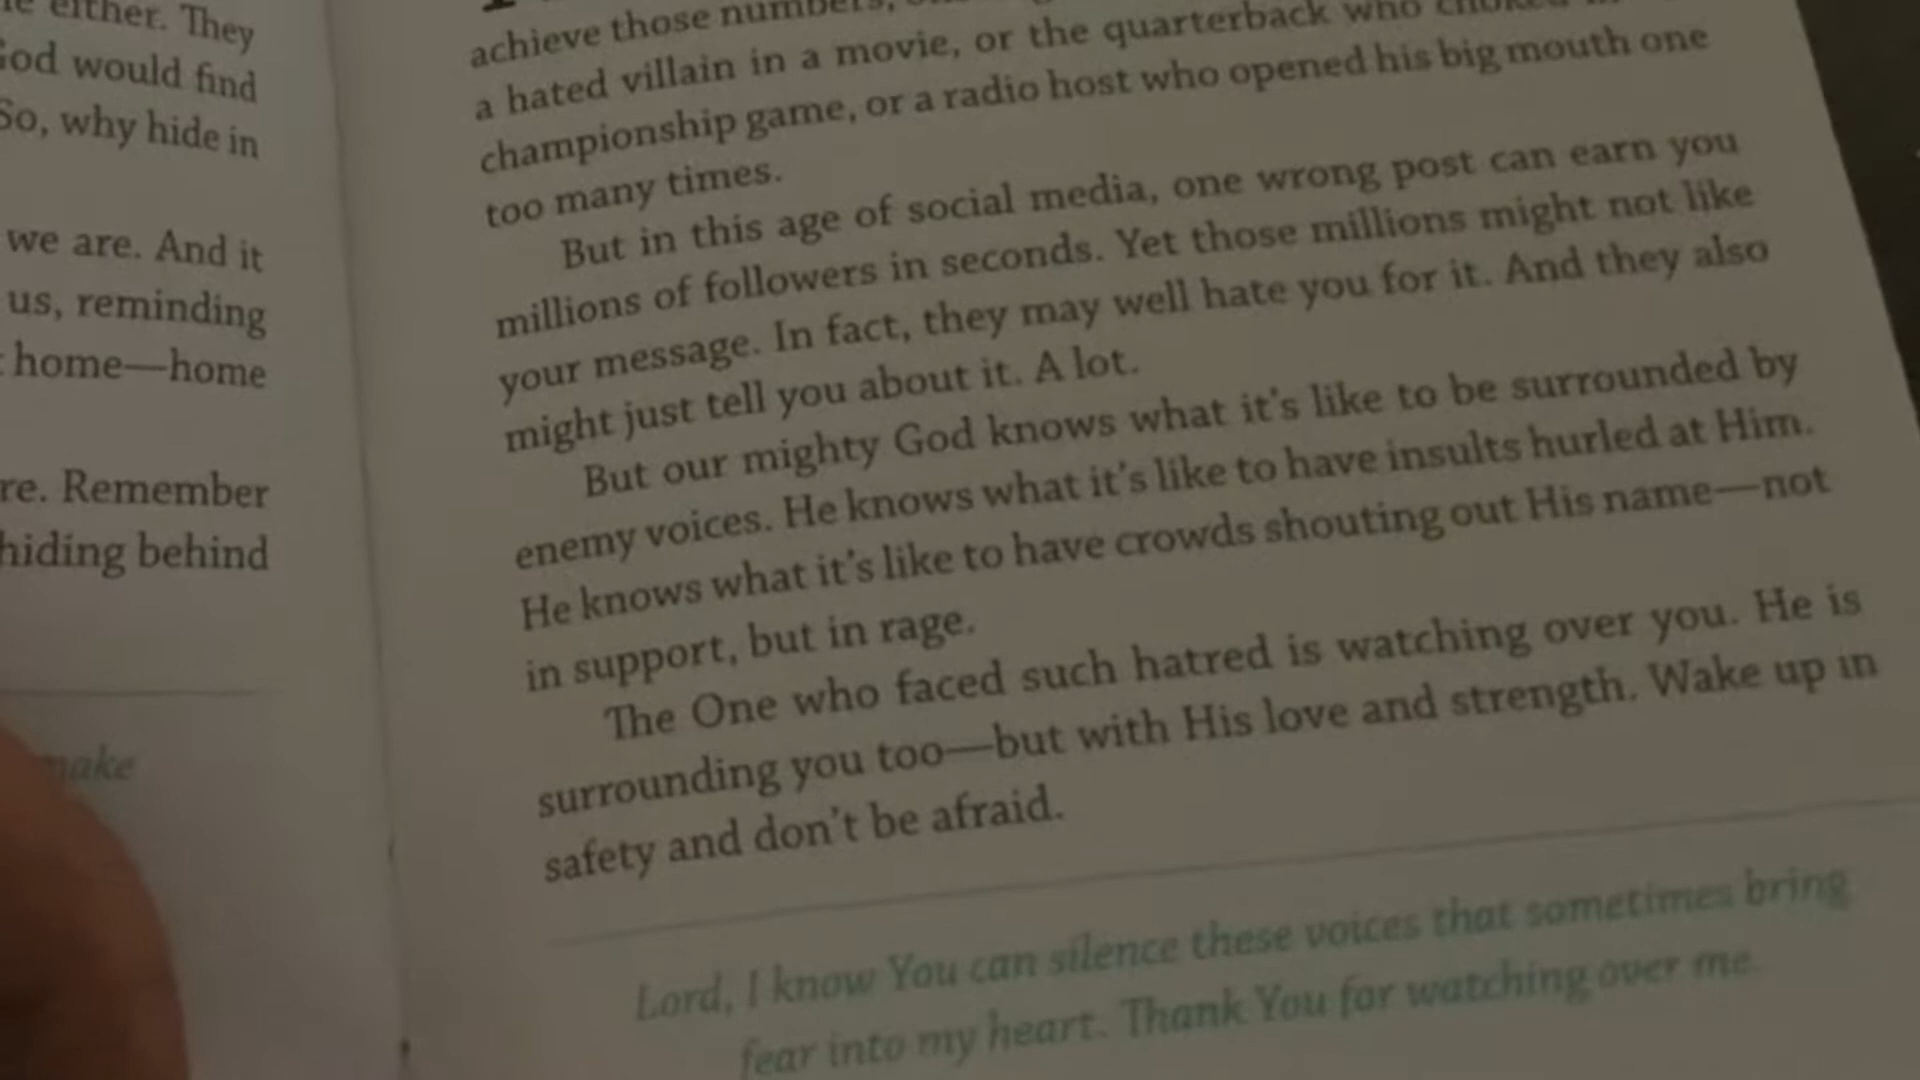 either. They
God would find
So, why hide in
we are. And it
us, reminding
home—home
Remember
hiding behind
make
achieve those numbers,
a hated villain in a movie, or the quarterback who choked in
championship game, or a radio host who opened his big mouth one
too many times.
But in this age of social media, one wrong post can earn you
millions of followers in seconds. Yet those millions might not like
your message. In fact, they may well hate you for it. And they also
might just tell you about it. A lot.
But our mighty God knows what it's like to be surrounded by
enemy voices. He knows what it's like to have insults hurled at Him.
He knows what it's like to have crowds shouting out His name—not
in support, but in rage.
The One who faced such hatred is watching over you. He is
surrounding you too—but with His love and strength. Wake up in
safety and don't be afraid.
Lord, I know You can silence these voices that sometimes bring
fear into my heart. Thank You for watching over me.